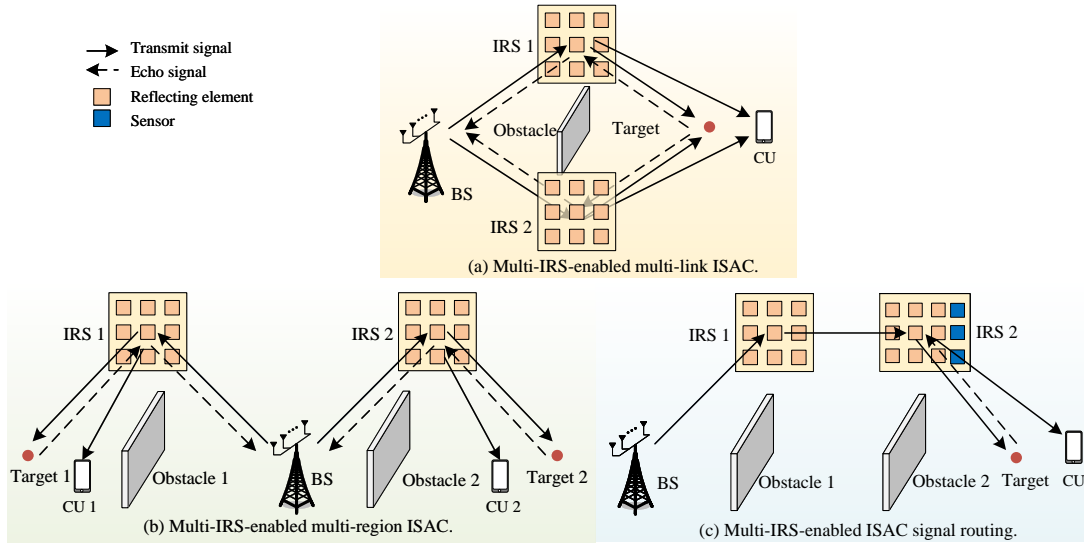 Transmit signal
Echo signal
Reflecting element
Sensor
IRS 1
Obstacle
Target
BS
CU
IRS 2
(a) Multi-IRS-enabled multi-link ISAC.
IRS 1
IRS 2
Target 1
CU 1
Obstacle 1
BS
Obstacle 2
CU 2
Target 2
(b) Multi-IRS-enabled multi-region ISAC.
IRS 1
IRS 2
BS
Obstacle 1
Obstacle 2
Target
CU
(c) Multi-IRS-enabled ISAC signal routing.